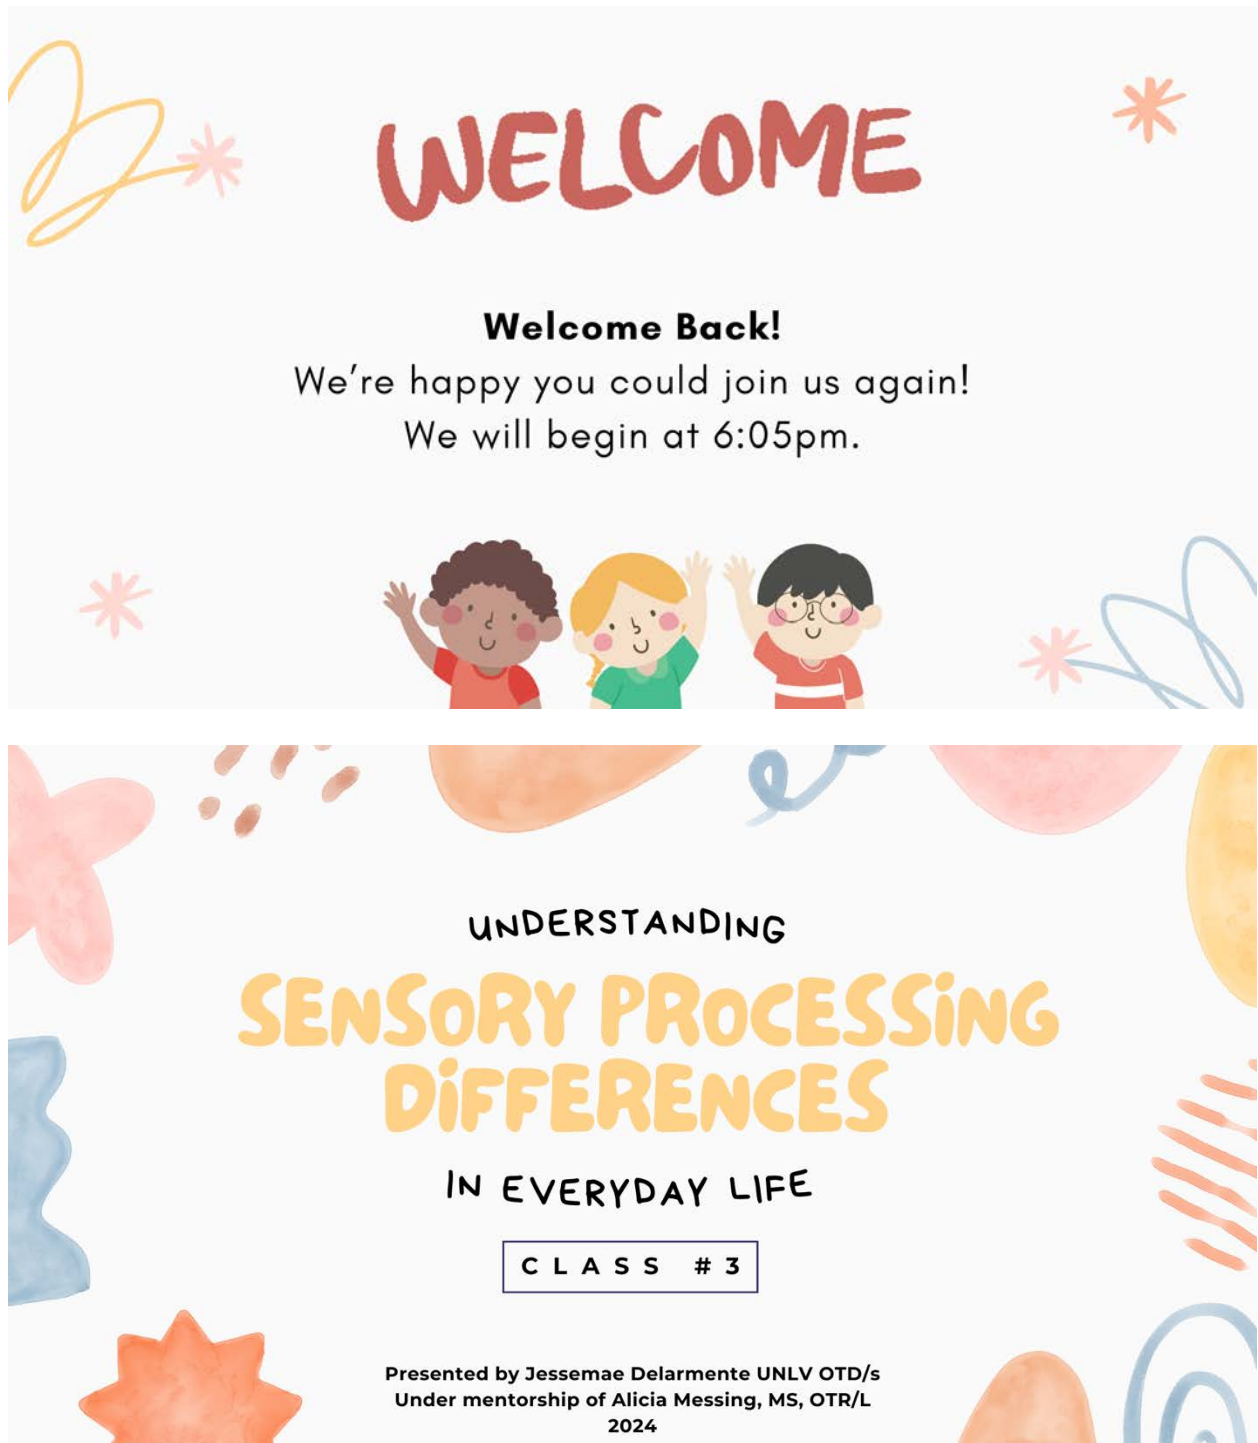 WELCOME
Welcome Back!
We're happy you could join us again!
We will begin at 6:05pm.
UNDERSTANDING
SENSORY PROCESSING
DIFFERENCES
IN EVERYDAY LIFE
CLASS #3
Presented by Jessemae Delarmente UNLV OTD/s
Under mentorship of Alicia Messing, MS, OTR/L
2024